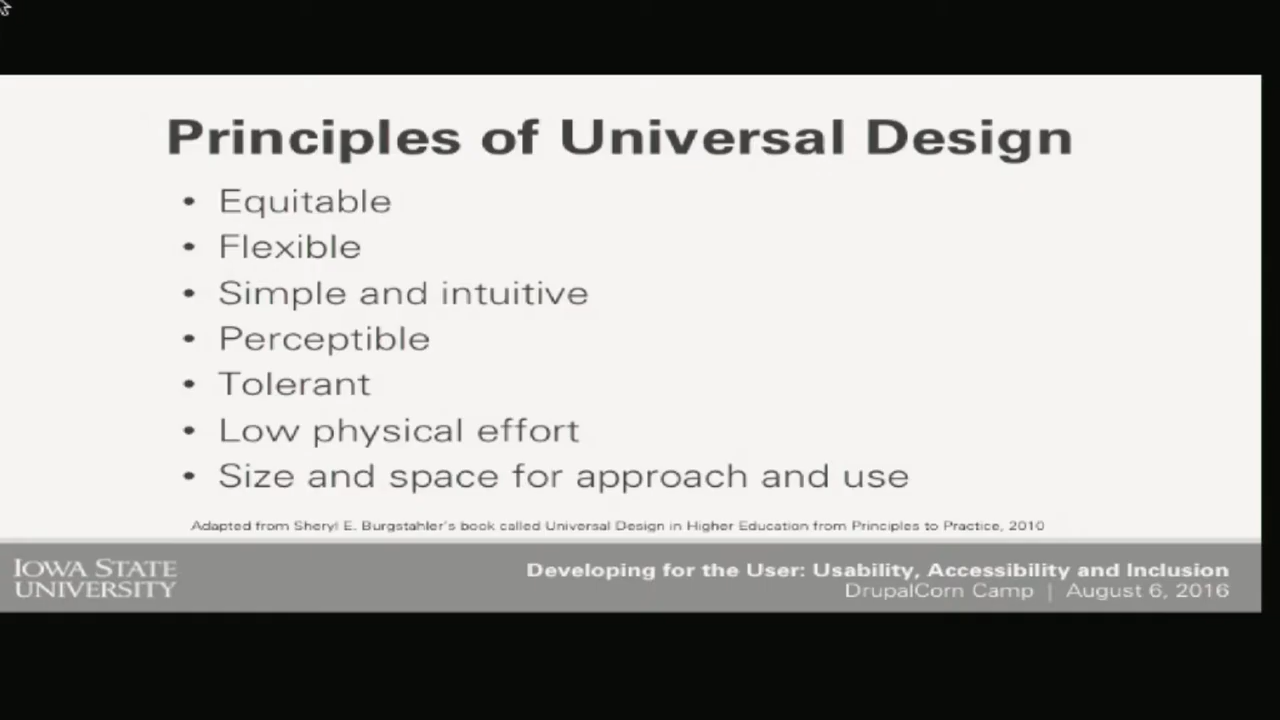 Principles of Universal Design
• Equitable
• Flexible
• Simple and intuitive
• Perceptible
• Tolerant
• Low physical effort
• Size and space for approach and use
Adapted from Sheryl E. Burgstahler's book called Universal Design in Higher Education from Principles to Practice, 2010
IOWA STATE
UNIVERSITY
Developing for the User: Usability, Accessibility and Inclusion
DrupalCorn Camp | August 6, 2016